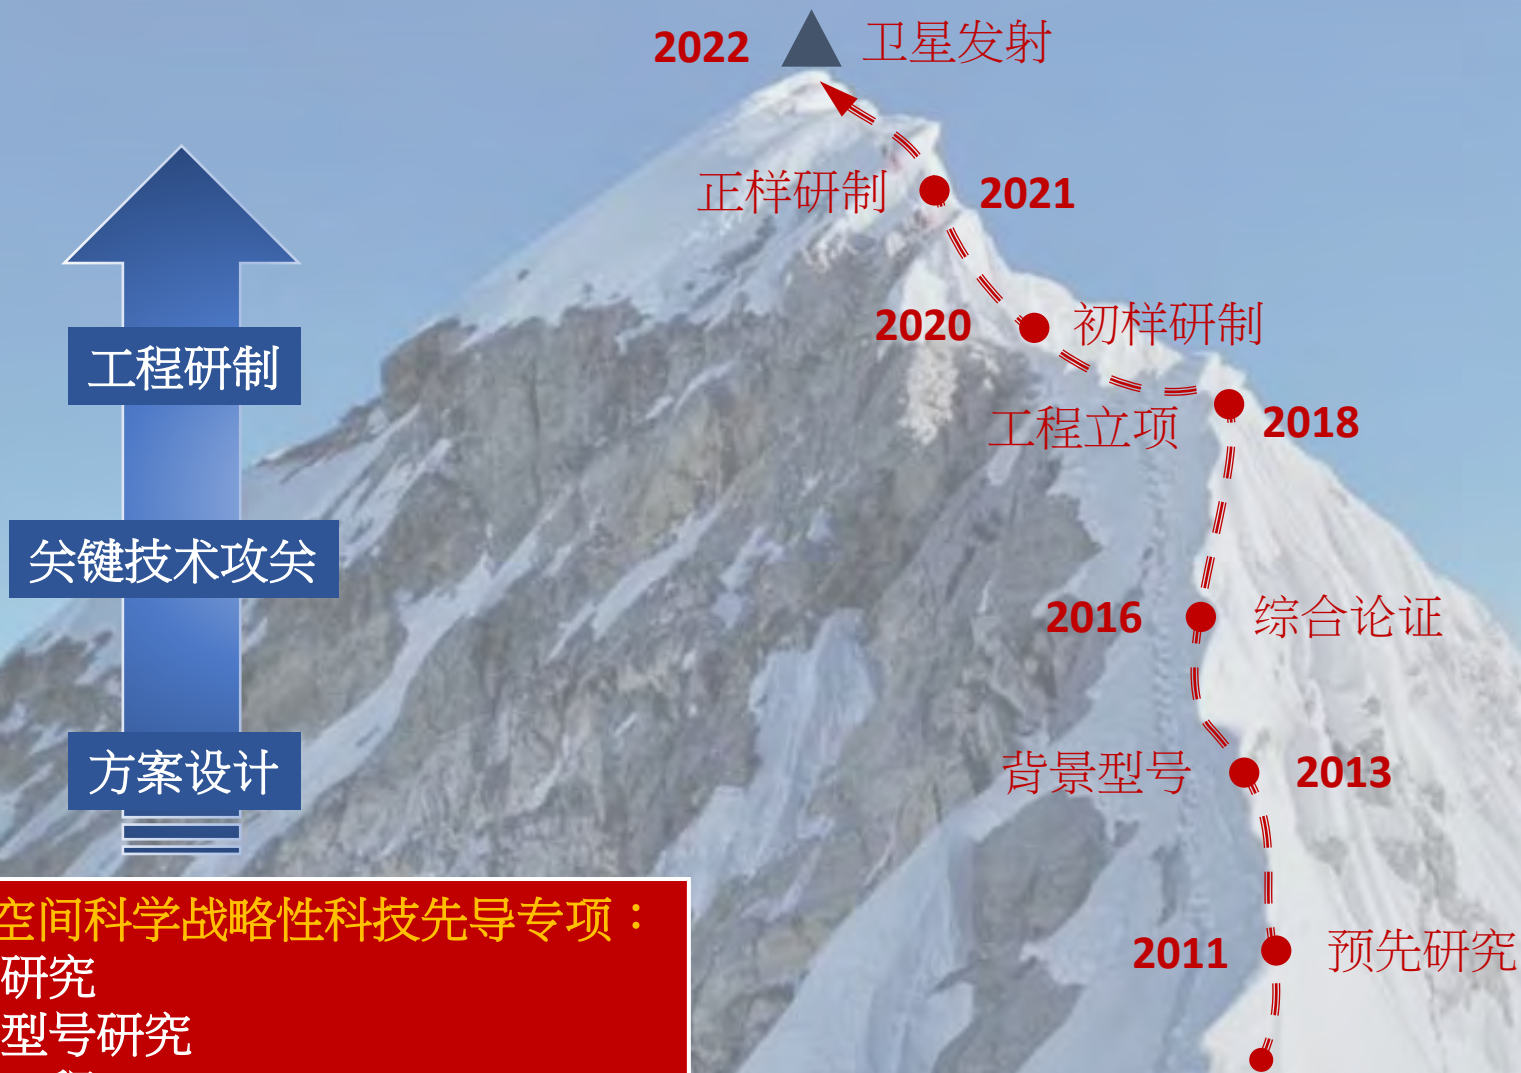 2022 卫星发射
正样研制 2021
2020 初样研制
工程立项 2018
2016 综合论证
背景型号 2013
2011 预先研究
工程研制
关键技术攻关
方案设计
空间科学战略性科技先导专项：
研究
型号研究